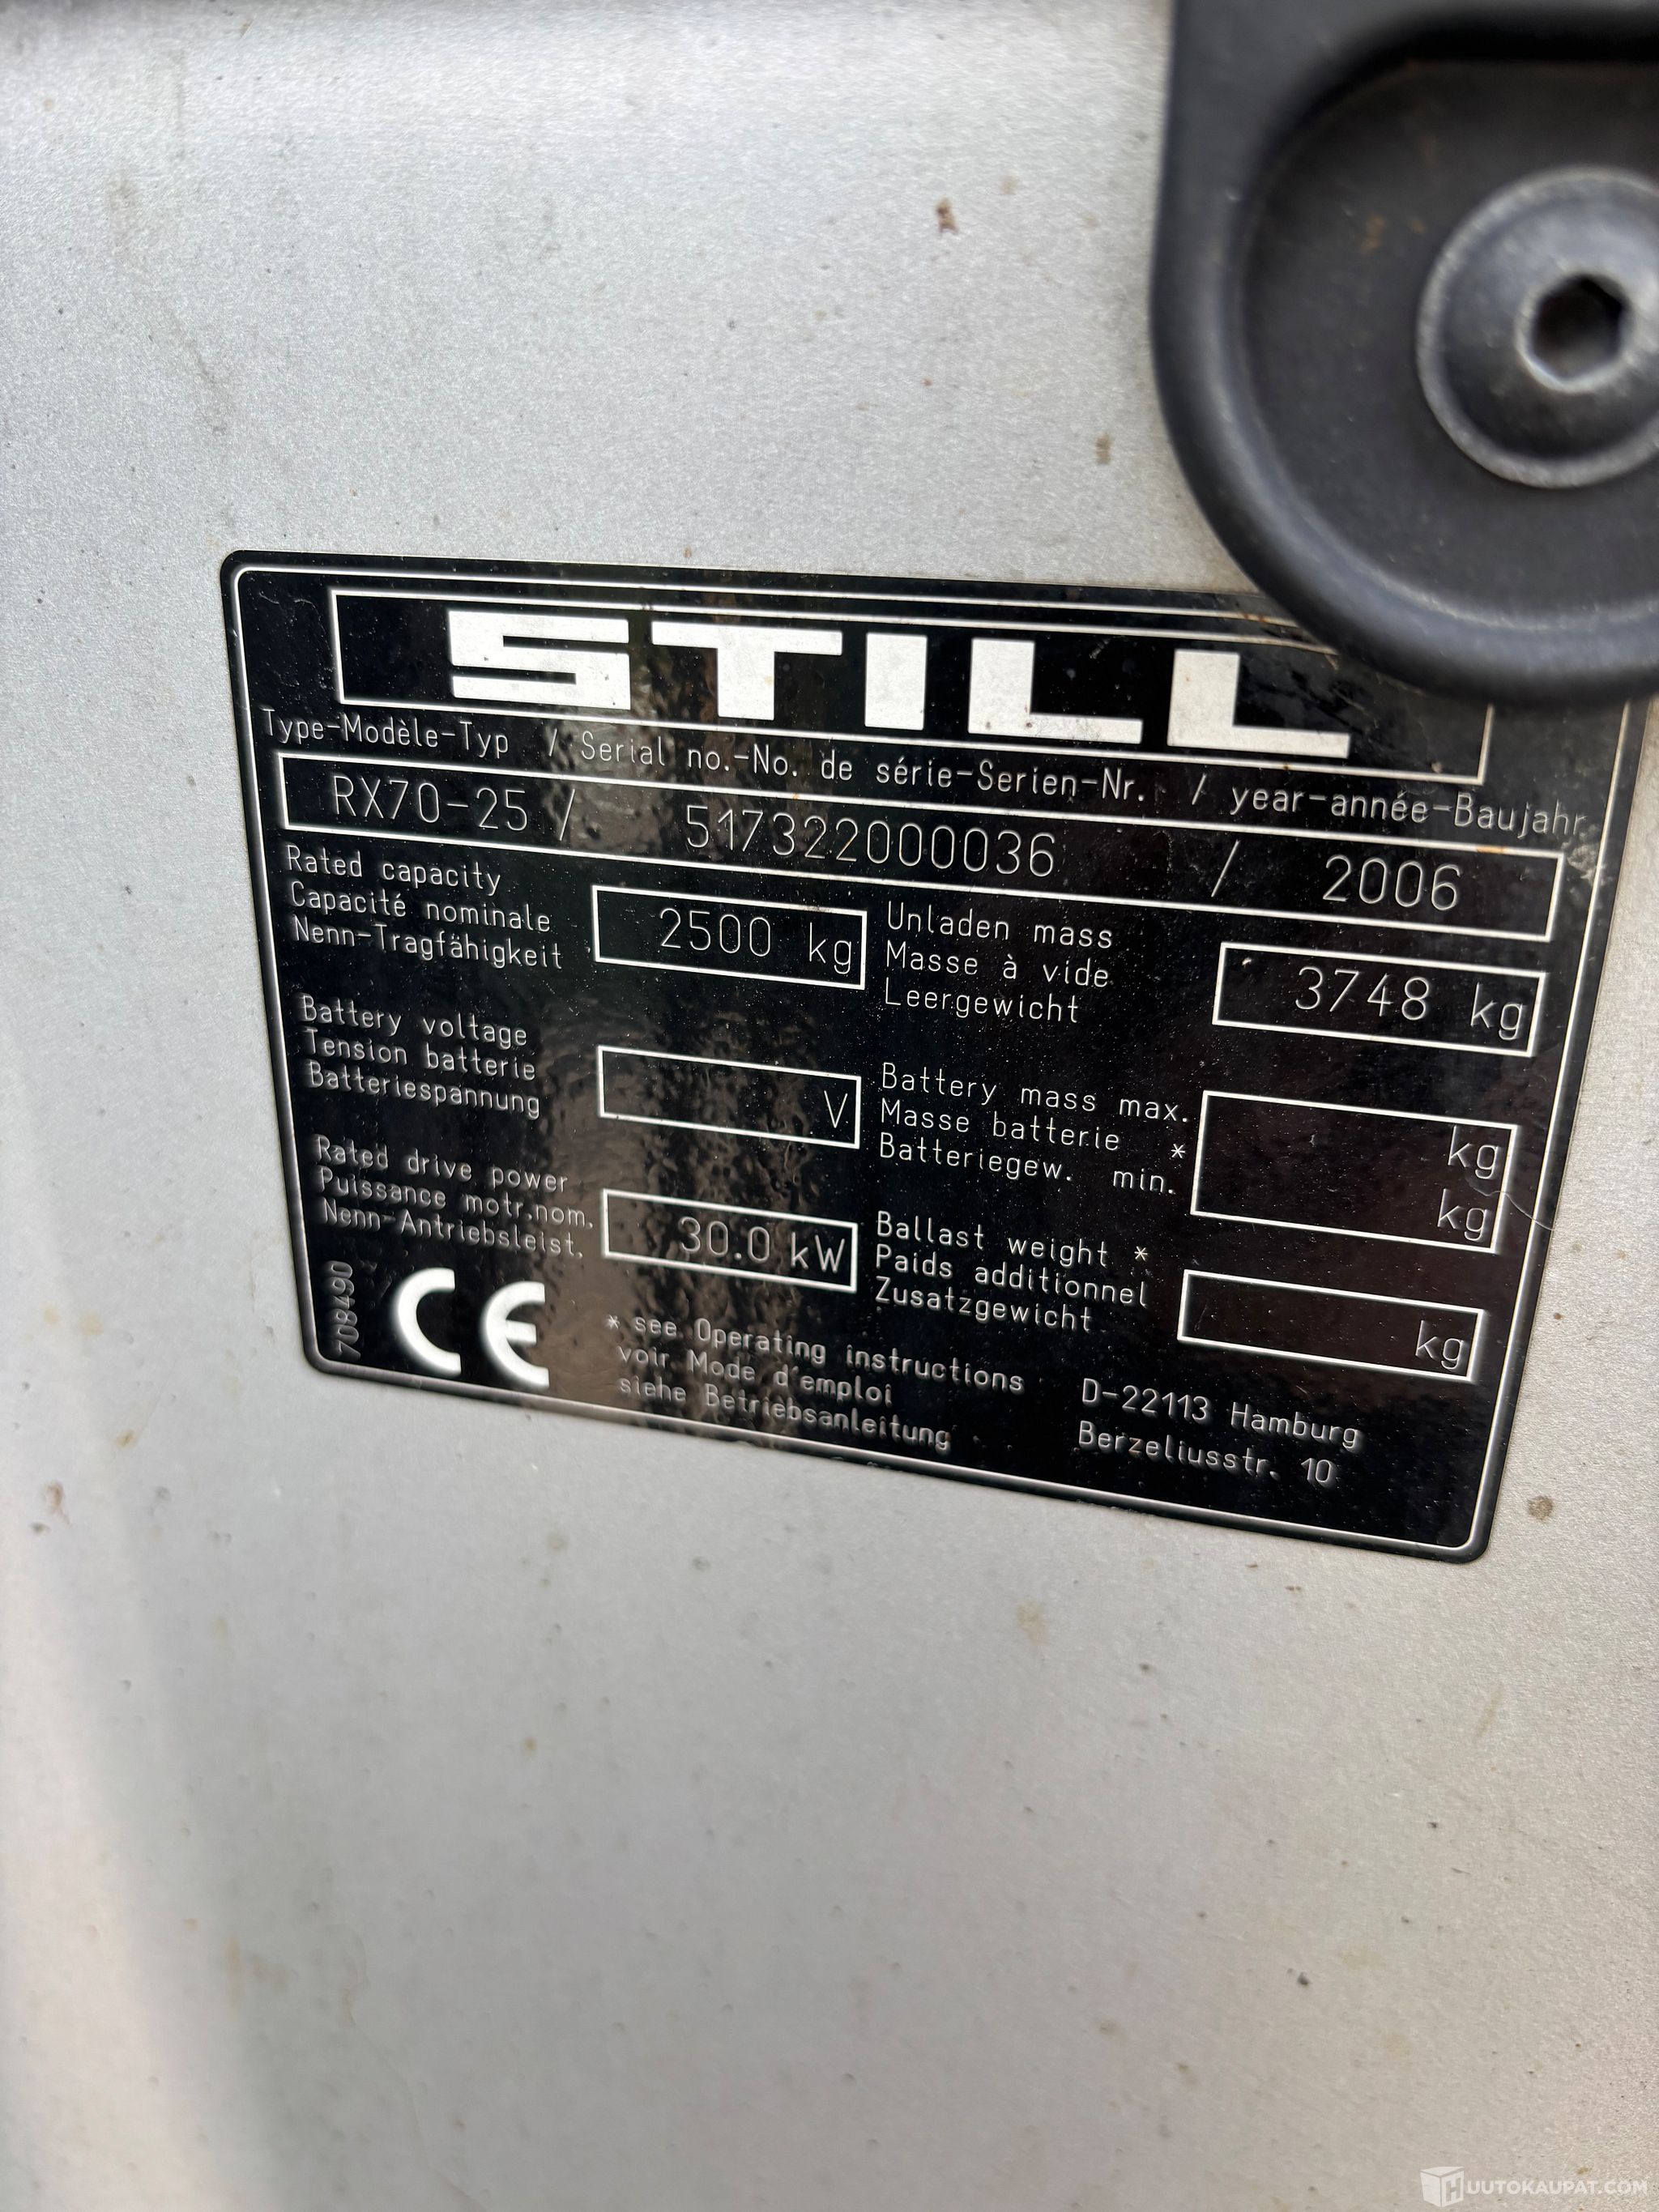 STILL
Type-Modèle-Typ / Serial no.-No. de série-Serien-Nr. / year-année-Baujahr
RX70-25 / 517322000036 / 2006
Rated capacity
Capacité nominale
Nenn-Tragfähigkeit
2500 kg
Unladen mass
Masse à vide
Leergewicht
3748 kg
Battery voltage
Tension batterie
Batteriespannung
V
Battery mass max.
Masse batterie *
Batteriegew. min.
kg
kg
Rated drive power
Puissance motr.nom.
Nenn-Antriebsleist.
30.0 kW
Ballast weight *
Paids additionnel
Zusatzgewicht
kg
709490
CE
* see Operating instructions
voir Mode d'emploi
siehe Betriebsanleitung
D-22113 Hamburg
Berzeliusstr. 10
HUUTOKAUPAT.COM